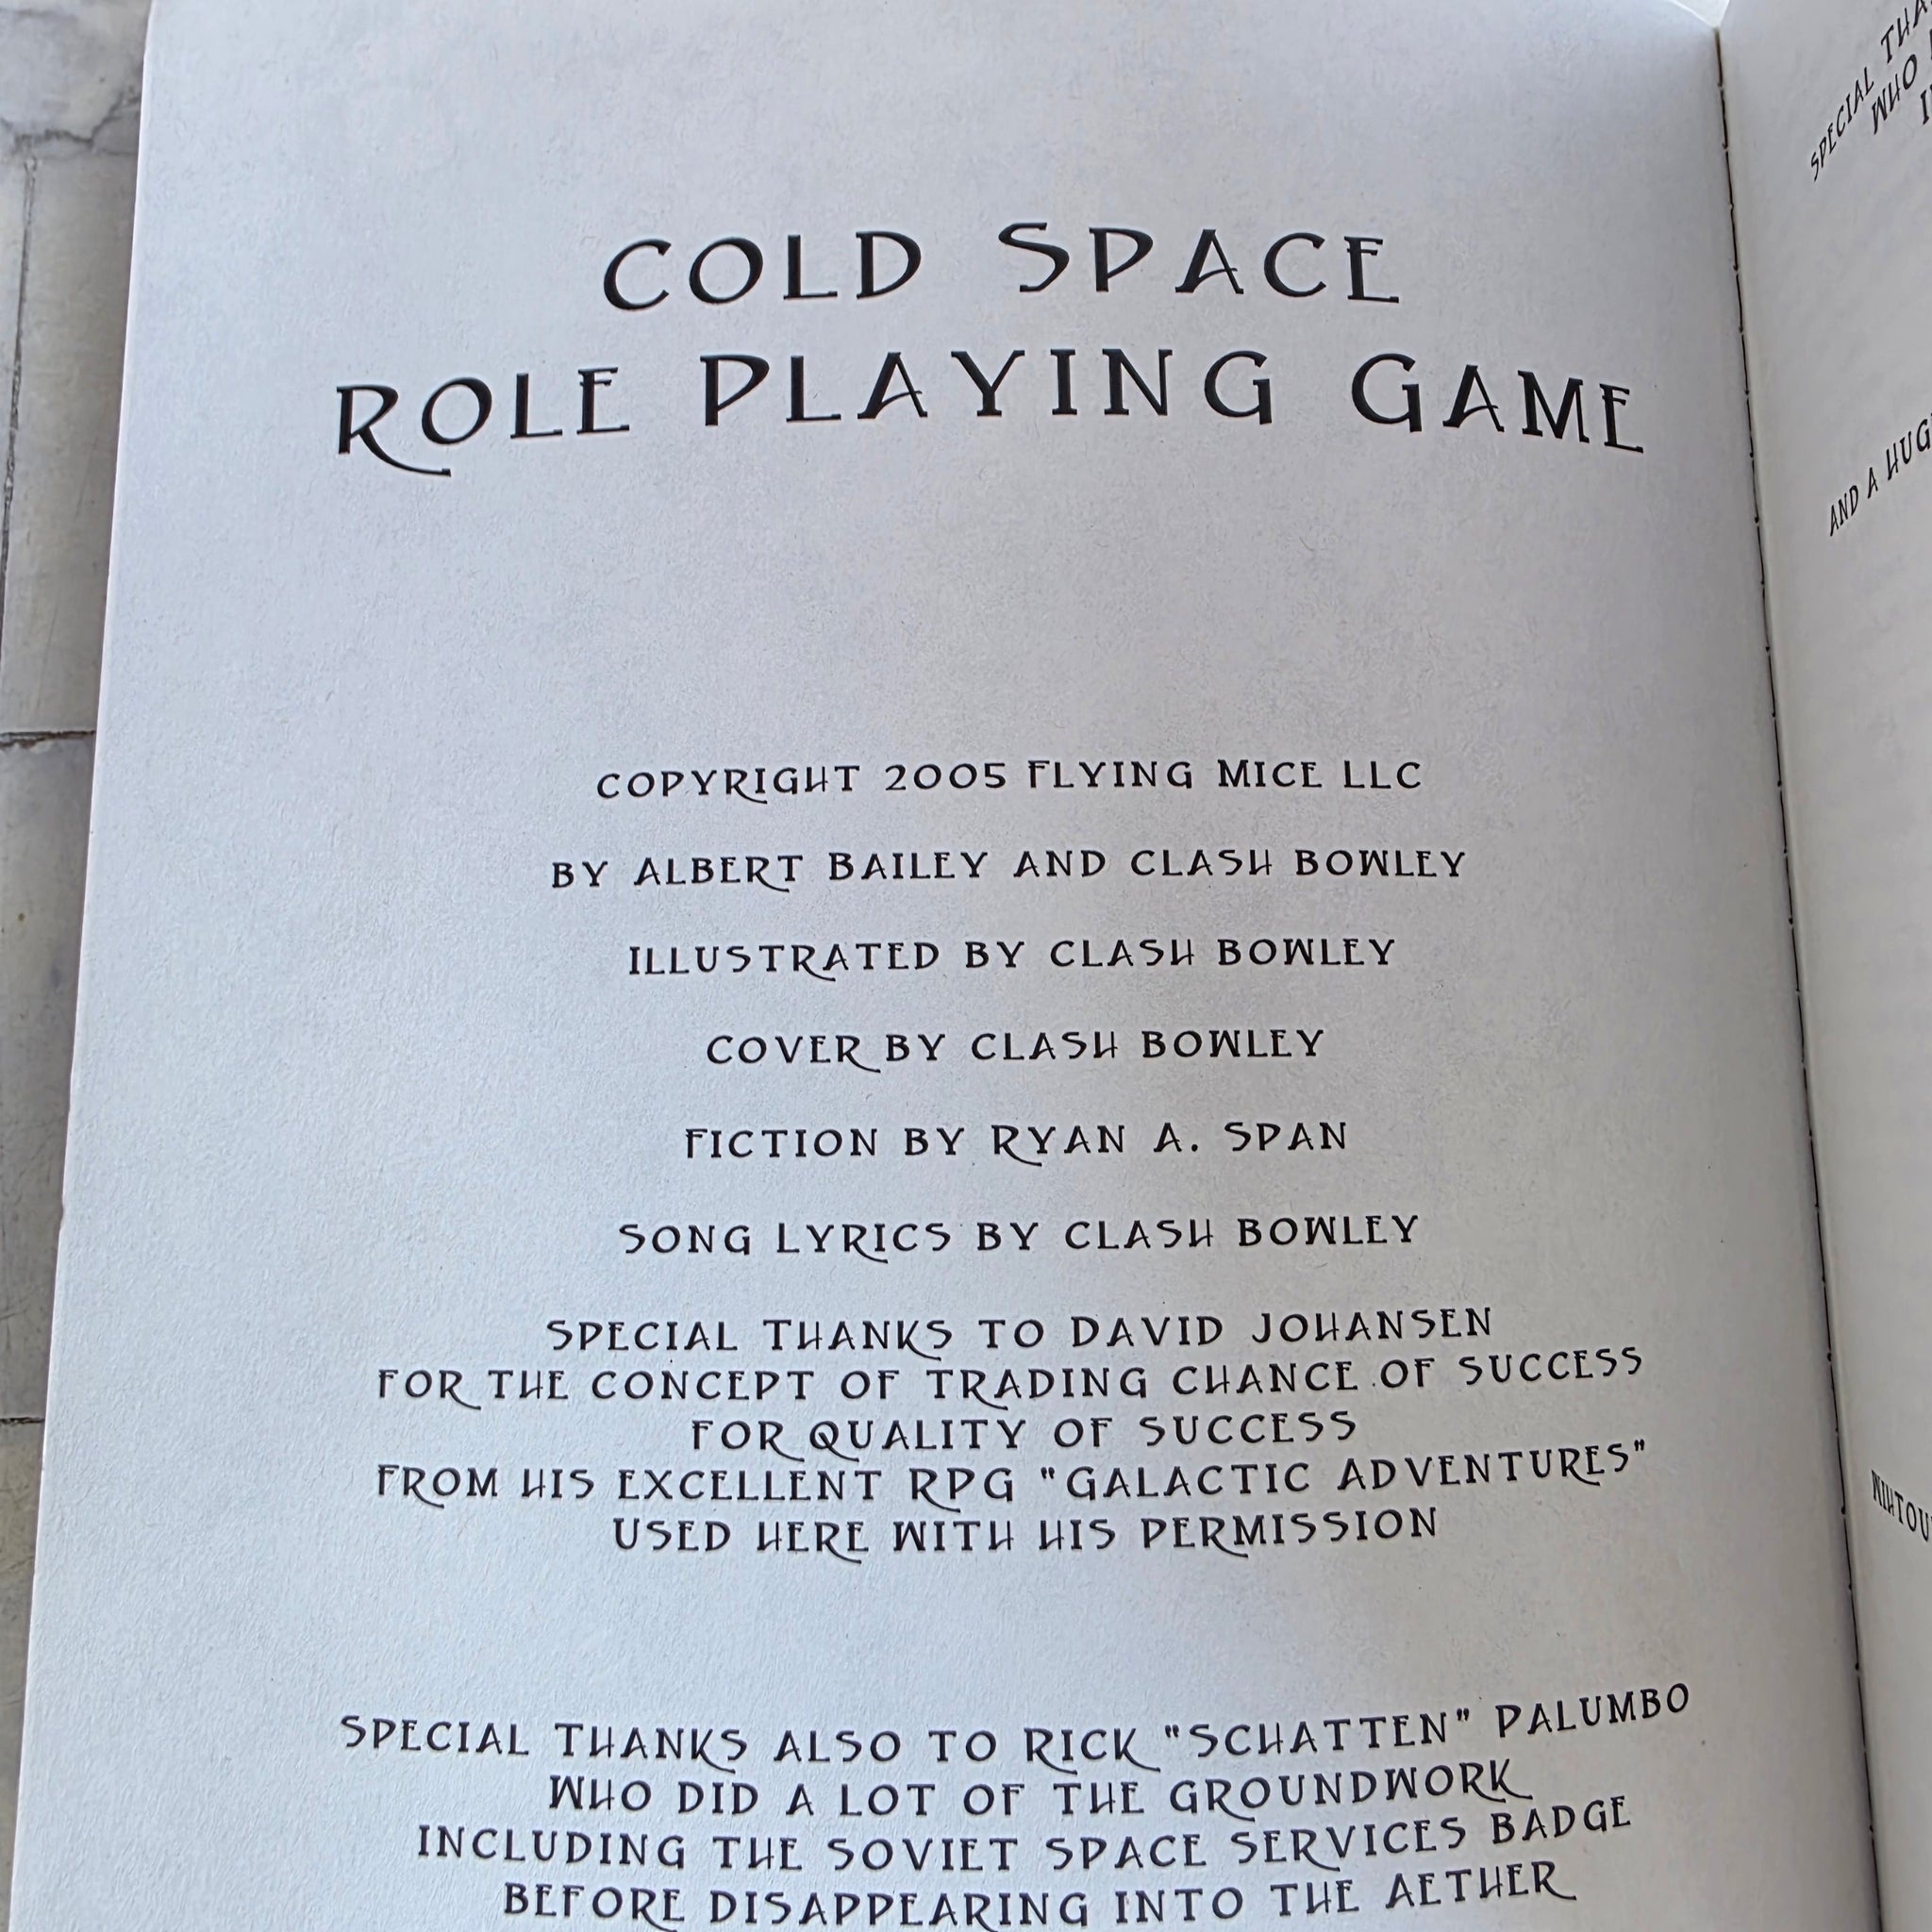 COLD SPACE
ROLE PLAYING GAME
COPYRIGHT 2005 FLYING MICE LLC
BY ALBERT BAILEY AND CLASH BOWLEY
ILLUSTRATED BY CLASH BOWLEY
COVER BY CLASH BOWLEY
FICTION BY RYAN A. SPAN
SONG LYRICS BY CLASH BOWLEY
SPECIAL THANKS TO DAVID JOHANSEN
FOR THE CONCEPT OF TRADING CHANCE OF SUCCESS
FOR QUALITY OF SUCCESS
FROM HIS EXCELLENT RPG "GALACTIC ADVENTURES"
USED HERE WITH HIS PERMISSION
SPECIAL THANKS ALSO TO RICK "SCHATTEN" PALUMBO
WHO DID A LOT OF THE GROUNDWORK
INCLUDING THE SOVIET SPACE SERVICES BADGE
BEFORE DISAPPEARING INTO THE AETHER
SPECIAL
WHO
AND A